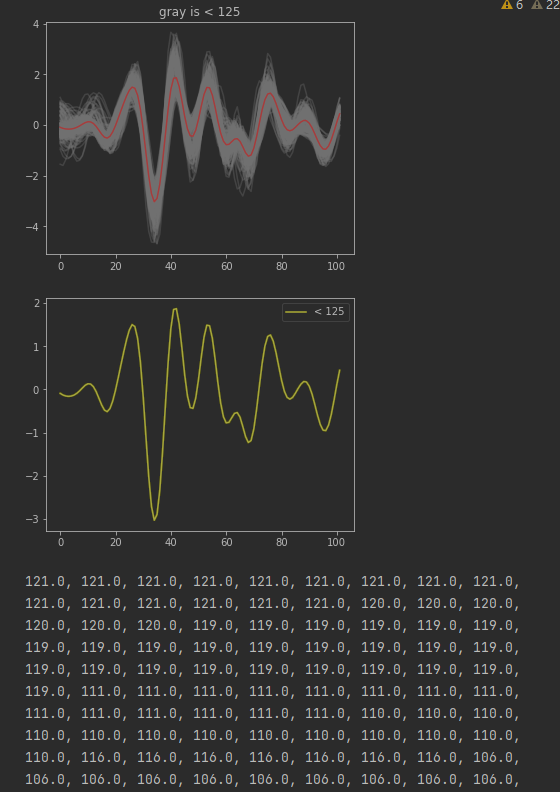 6 22
gray is < 125
4
2
0
−2
−4
0 20 40 60 80 100
2
< 125
1
0
−1
−2
−3
0 20 40 60 80 100
121.0, 121.0, 121.0, 121.0, 121.0, 121.0, 121.0, 121.0, 121.0,
121.0, 121.0, 121.0, 121.0, 121.0, 121.0, 120.0, 120.0, 120.0,
120.0, 120.0, 120.0, 119.0, 119.0, 119.0, 119.0, 119.0, 119.0,
119.0, 119.0, 119.0, 119.0, 119.0, 119.0, 119.0, 119.0, 119.0,
119.0, 119.0, 119.0, 119.0, 119.0, 119.0, 119.0, 119.0, 119.0,
119.0, 111.0, 111.0, 111.0, 111.0, 111.0, 111.0, 111.0, 111.0,
111.0, 111.0, 111.0, 111.0, 111.0, 111.0, 110.0, 110.0, 110.0,
110.0, 110.0, 110.0, 110.0, 110.0, 110.0, 110.0, 110.0, 110.0,
110.0, 116.0, 116.0, 116.0, 116.0, 116.0, 116.0, 116.0, 116.0,
106.0, 106.0, 106.0, 106.0, 106.0, 106.0, 106.0, 106.0, 106.0,